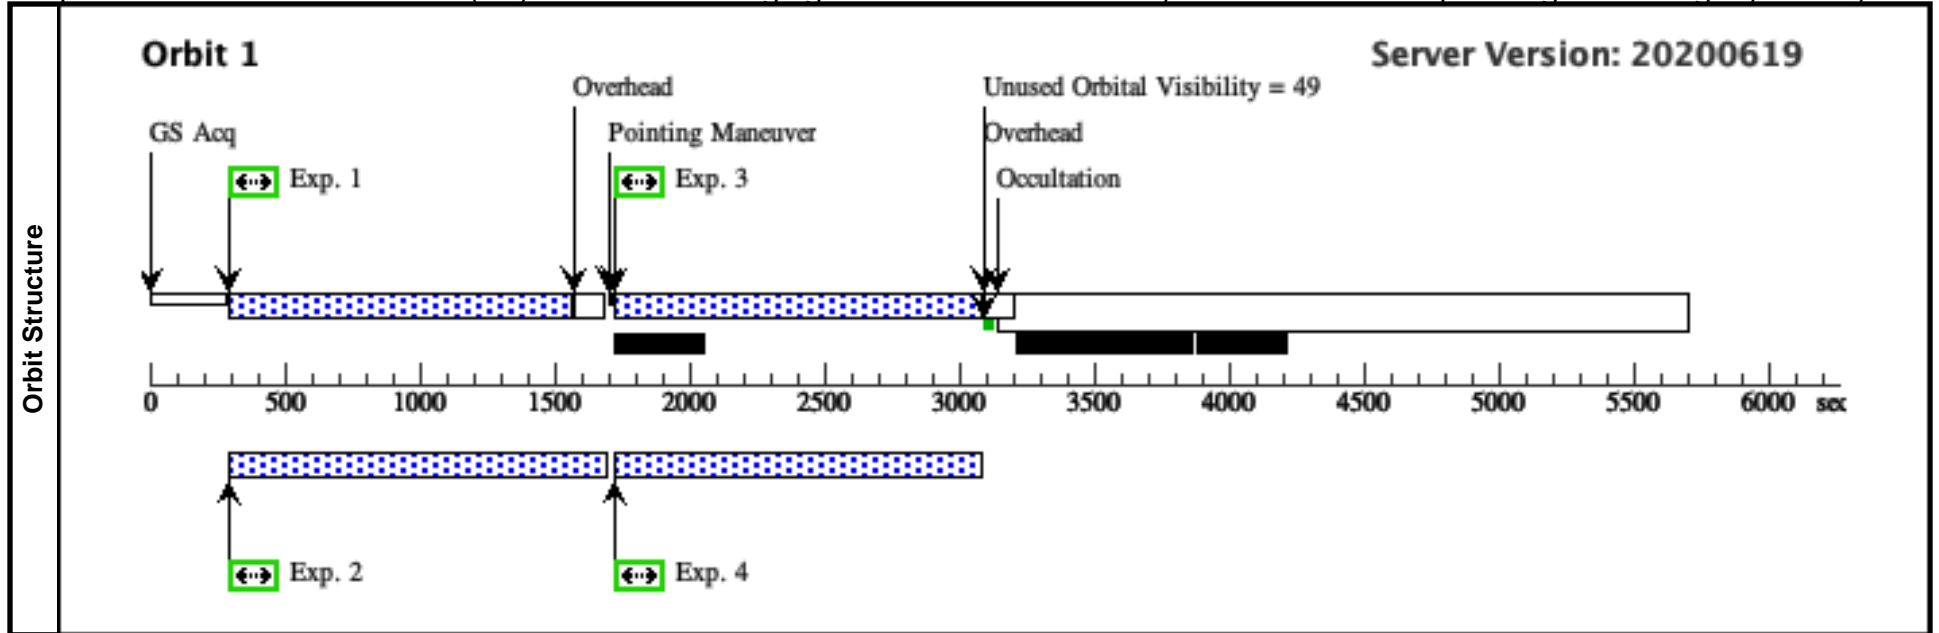 Orbit Structure
Orbit 1
Server Version: 20200619
Overhead
Unused Orbital Visibility = 49
GS Acq
Pointing Maneuver
Overhead
Exp. 1
Exp. 3
Occultation
0 500 1000 1500 2000 2500 3000 3500 4000 4500 5000 5500 6000 sec
Exp. 2
Exp. 4